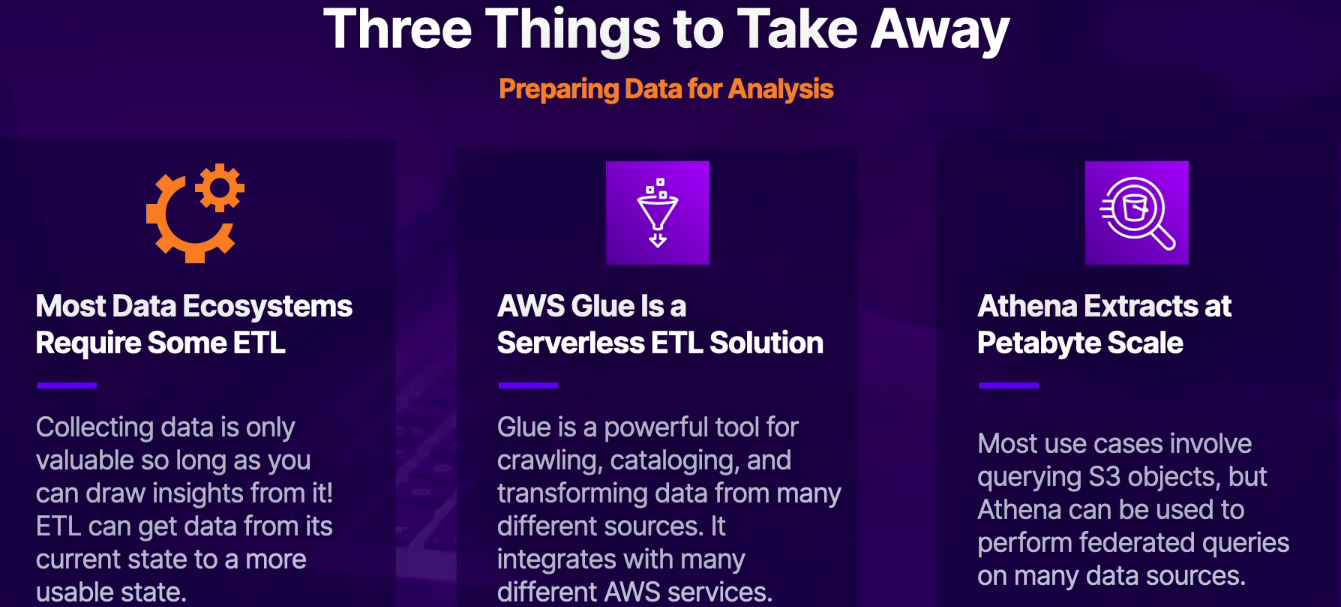 Three Things to Take Away
Preparing Data for Analysis
Most Data Ecosystems
Require Some ETL
Collecting data is only
valuable so long as you
can draw insights from it!
ETL can get data from its
current state to a more
usable state.
AWS Glue Is a
Serverless ETL Solution
Glue is a powerful tool for
crawling, cataloging, and
transforming data from many
different sources. It
integrates with many
different AWS services.
Athena Extracts at
Petabyte Scale
Most use cases involve
querying S3 objects, but
Athena can be used to
perform federated queries
on many data sources.